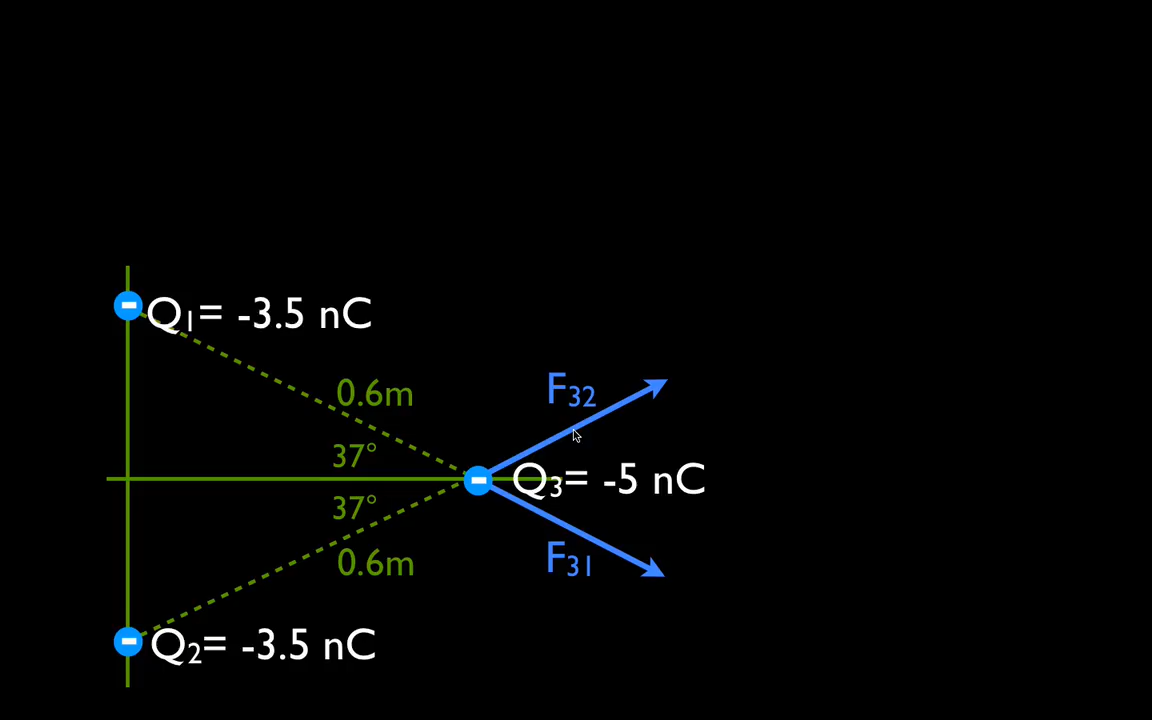 Q₁= -3.5 nC
0.6m
F₃₂
37°
Q₃= -5 nC
37°
0.6m
F₃₁
Q₂= -3.5 nC